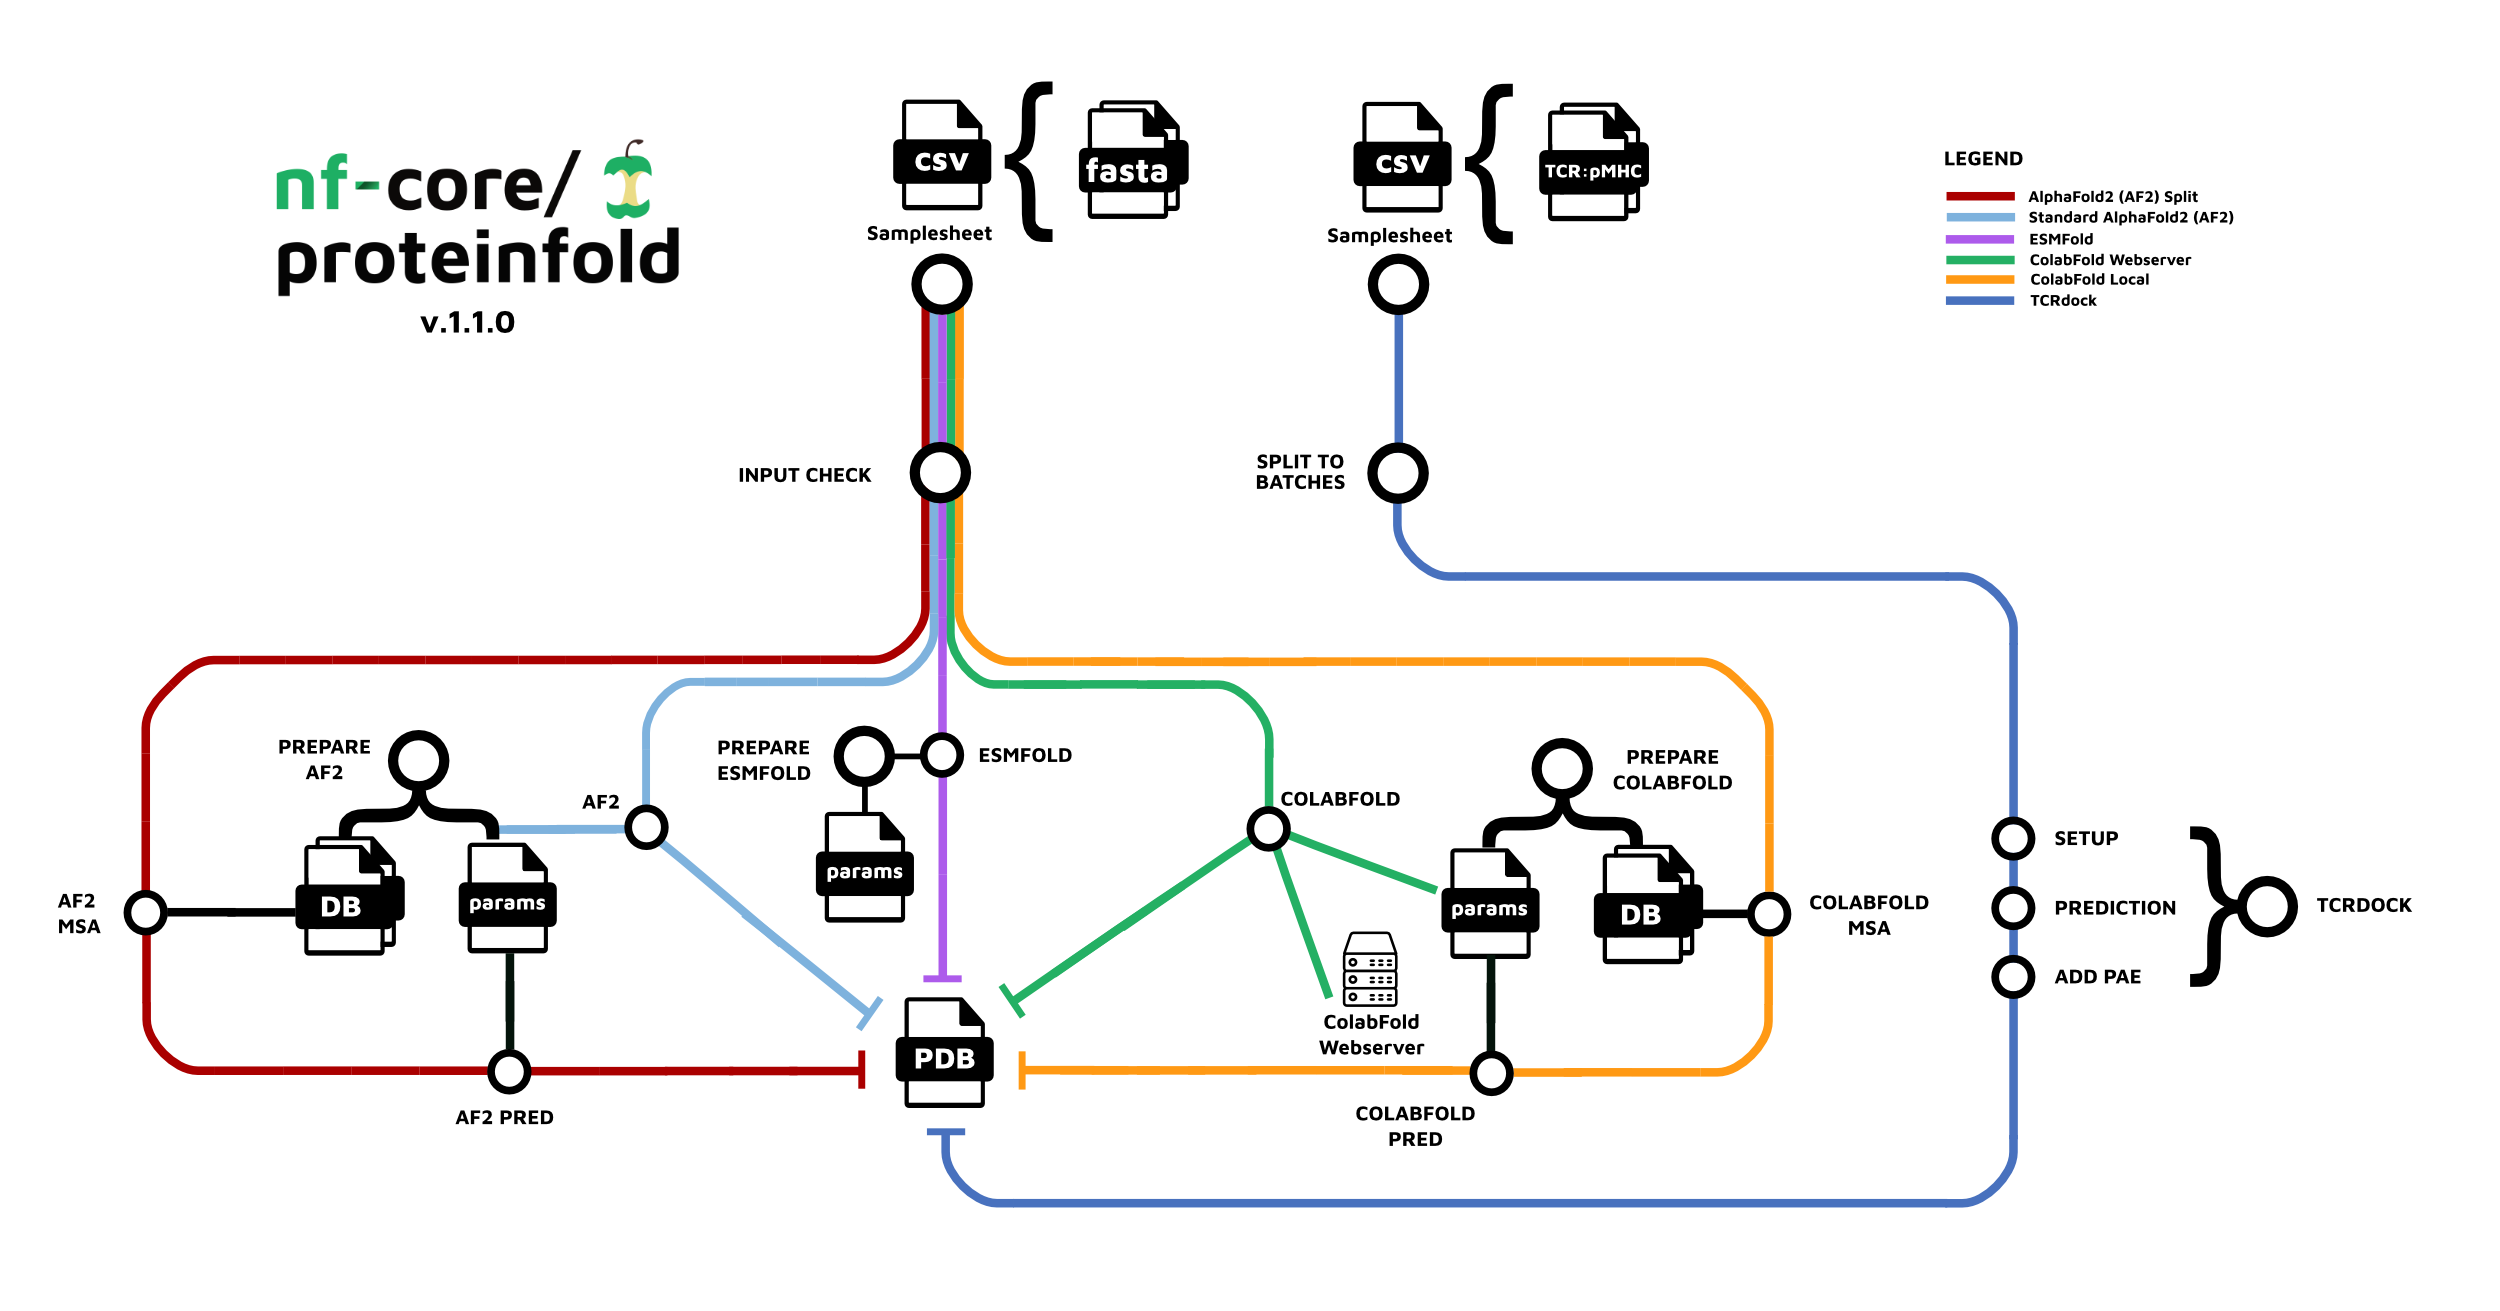 nf-core/
proteinfold
v.1.1.0
csv
fasta
Samplesheet
csv
TCR:pMHC
Samplesheet
LEGEND
AlphaFold2 (AF2) Split
Standard AlphaFold2 (AF2)
ESMFold
ColabFold Webserver
ColabFold Local
TCRdock
INPUT CHECK
SPLIT TO
BATCHES
PREPARE
AF2
AF2
DB
params
AF2
MSA
AF2 PRED
PREPARE
ESMFOLD
ESMFOLD
params
PDB
COLABFOLD
ColabFold
Webserver
PREPARE
COLABFOLD
params
DB
COLABFOLD
MSA
COLABFOLD
PRED
SETUP
PREDICTION
ADD PAE
TCRDOCK